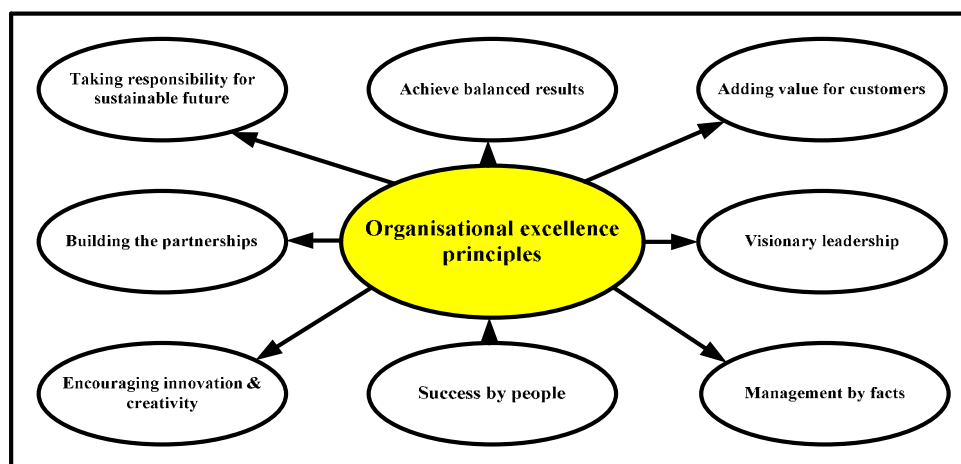 Taking responsibility for
sustainable future
Achieve balanced results
Adding value for customers
Building the partnerships
Organisational excellence
principles
Visionary leadership
Encouraging innovation &
creativity
Success by people
Management by facts